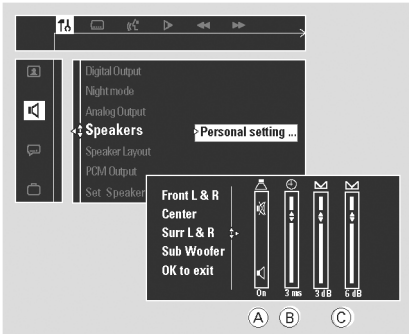 Digital Output
Night mode
Analog Output
Speakers
Personal setting ...
Speaker Layout
PCM Output
Set Speaker
Front L & R
Center
Surr L & R
Sub Woofer
OK to exit
On 3 ms 3 dB 6 dB
A B C